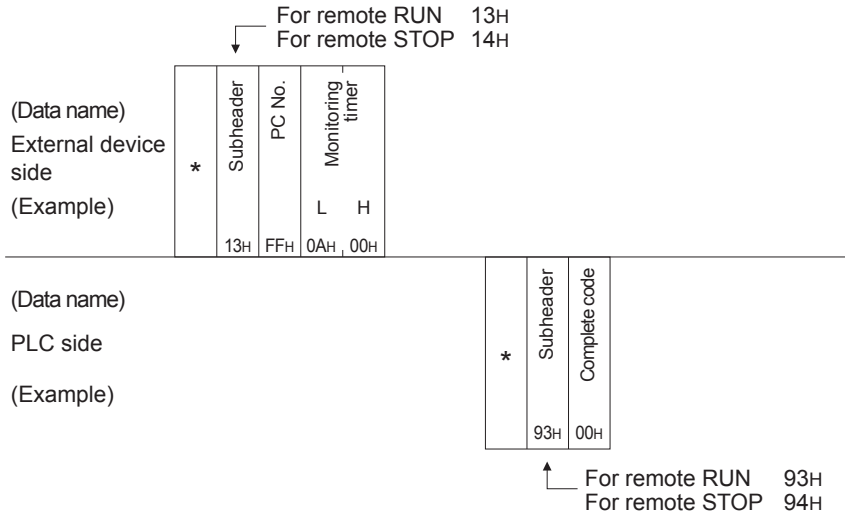 For remote RUN 13H
For remote STOP 14H
(Data name)
External device
side
(Example)
*
Subheader
PC No.
Monitoring
timer
L H
13H FFH 0AH 00H
(Data name)
PLC side
(Example)
*
Subheader
Complete code
93H 00H
For remote RUN 93H
For remote STOP 94H